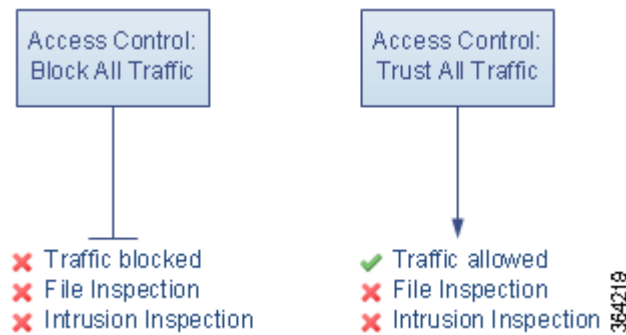 Access Control:
Block All Traffic
Traffic blocked
File Inspection
Intrusion Inspection
Access Control:
Trust All Traffic
Traffic allowed
File Inspection
Intrusion Inspection
364219